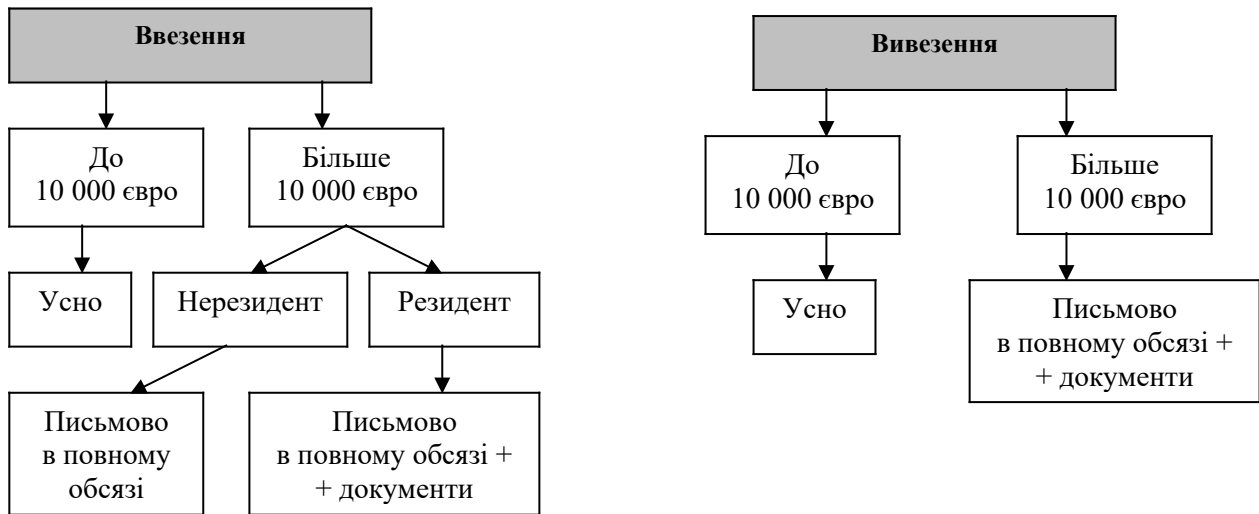 Ввезення
До
10 000 євро
Більше
10 000 євро
Усно
Нерезидент
Резидент
Письмово
в повному
обсязі
Письмово
в повному обсязі +
+ документи
Вивезення
До
10 000 євро
Більше
10 000 євро
Усно
Письмово
в повному обсязі +
+ документи